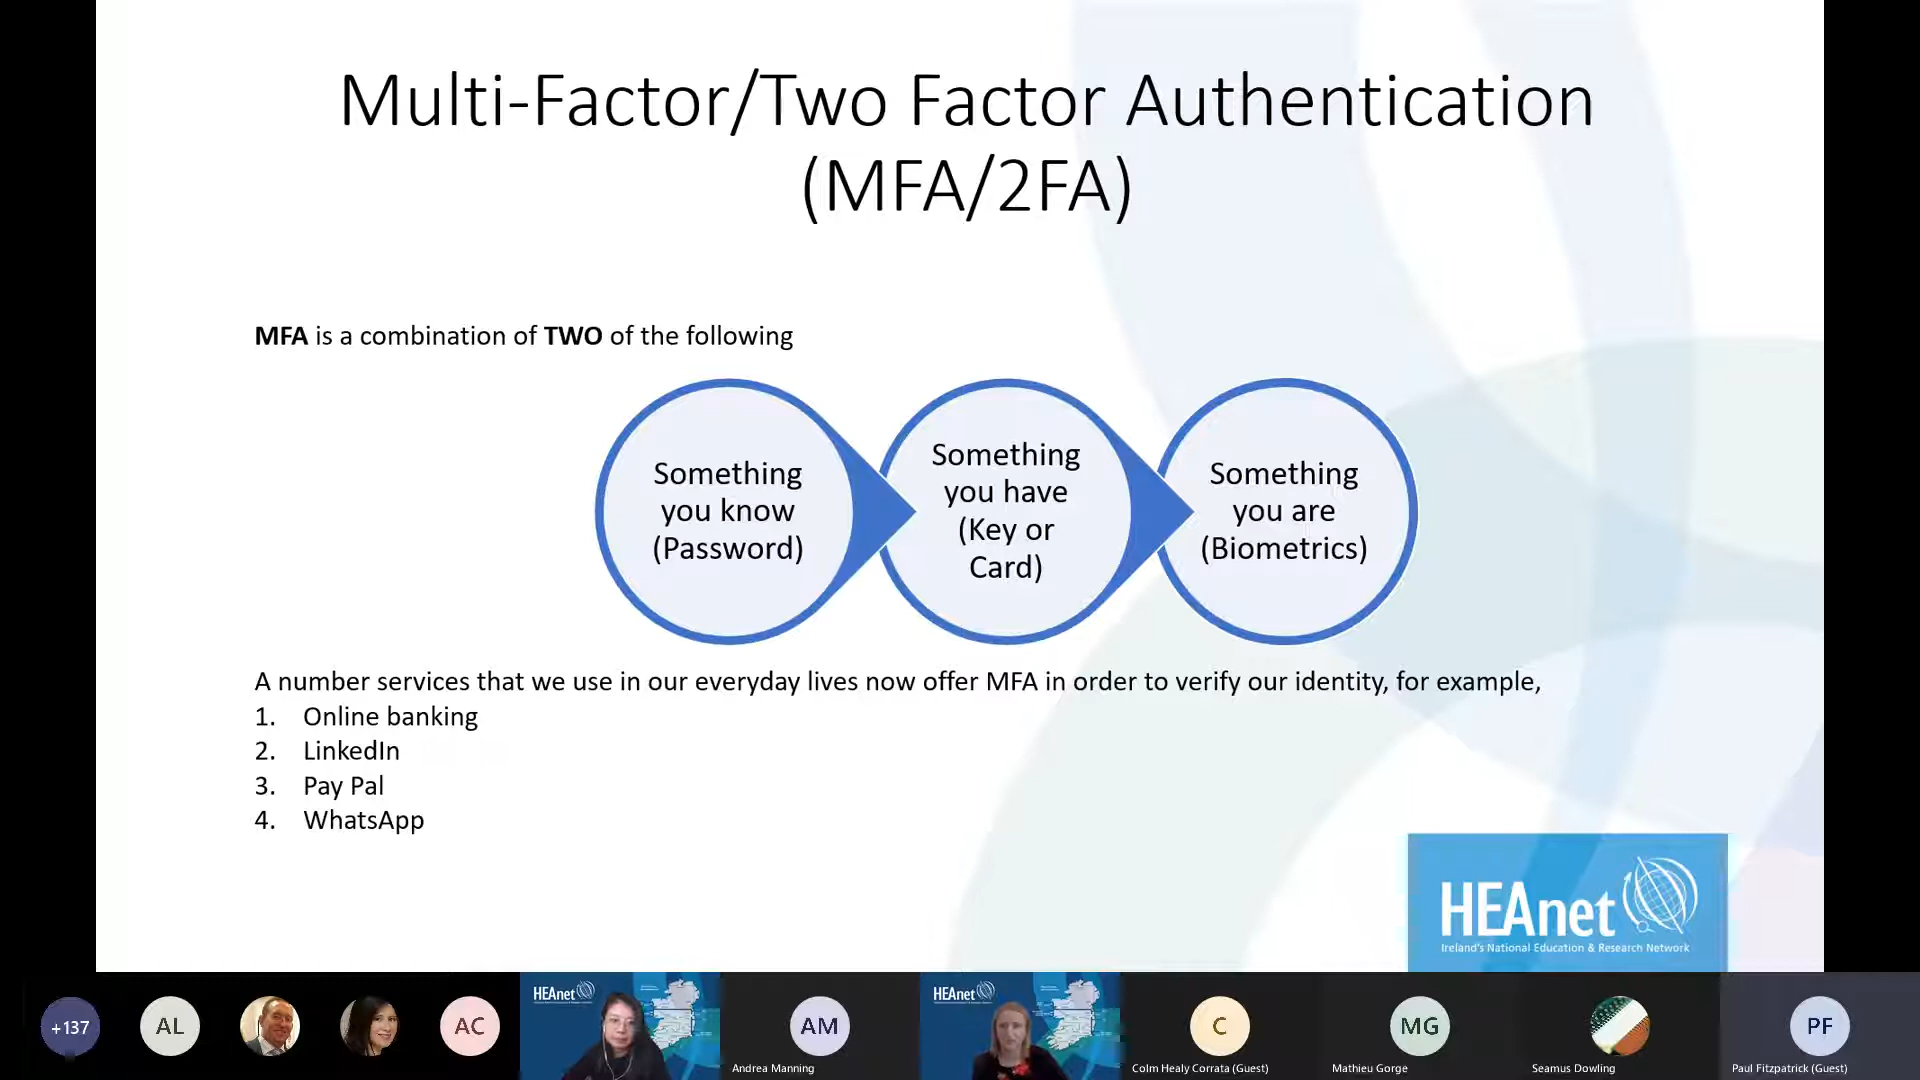 Multi-Factor/Two Factor Authentication
(MFA/2FA)
MFA is a combination of TWO of the following
Something
you know
(Password)
Something
you have
(Key or
Card)
Something
you are
(Biometrics)
A number services that we use in our everyday lives now offer MFA in order to verify our identity, for example,
1. Online banking
2. LinkedIn
3. Pay Pal
4. WhatsApp
HEAnet
Ireland's National Education & Research Network
+137
AL
AC
HEAnet
AM
Andrea Manning
HEAnet
C
Colm Healy Corrata (Guest)
MG
Mathieu Gorge
Seamus Dowling
PF
Paul Fitzpatrick (Guest)